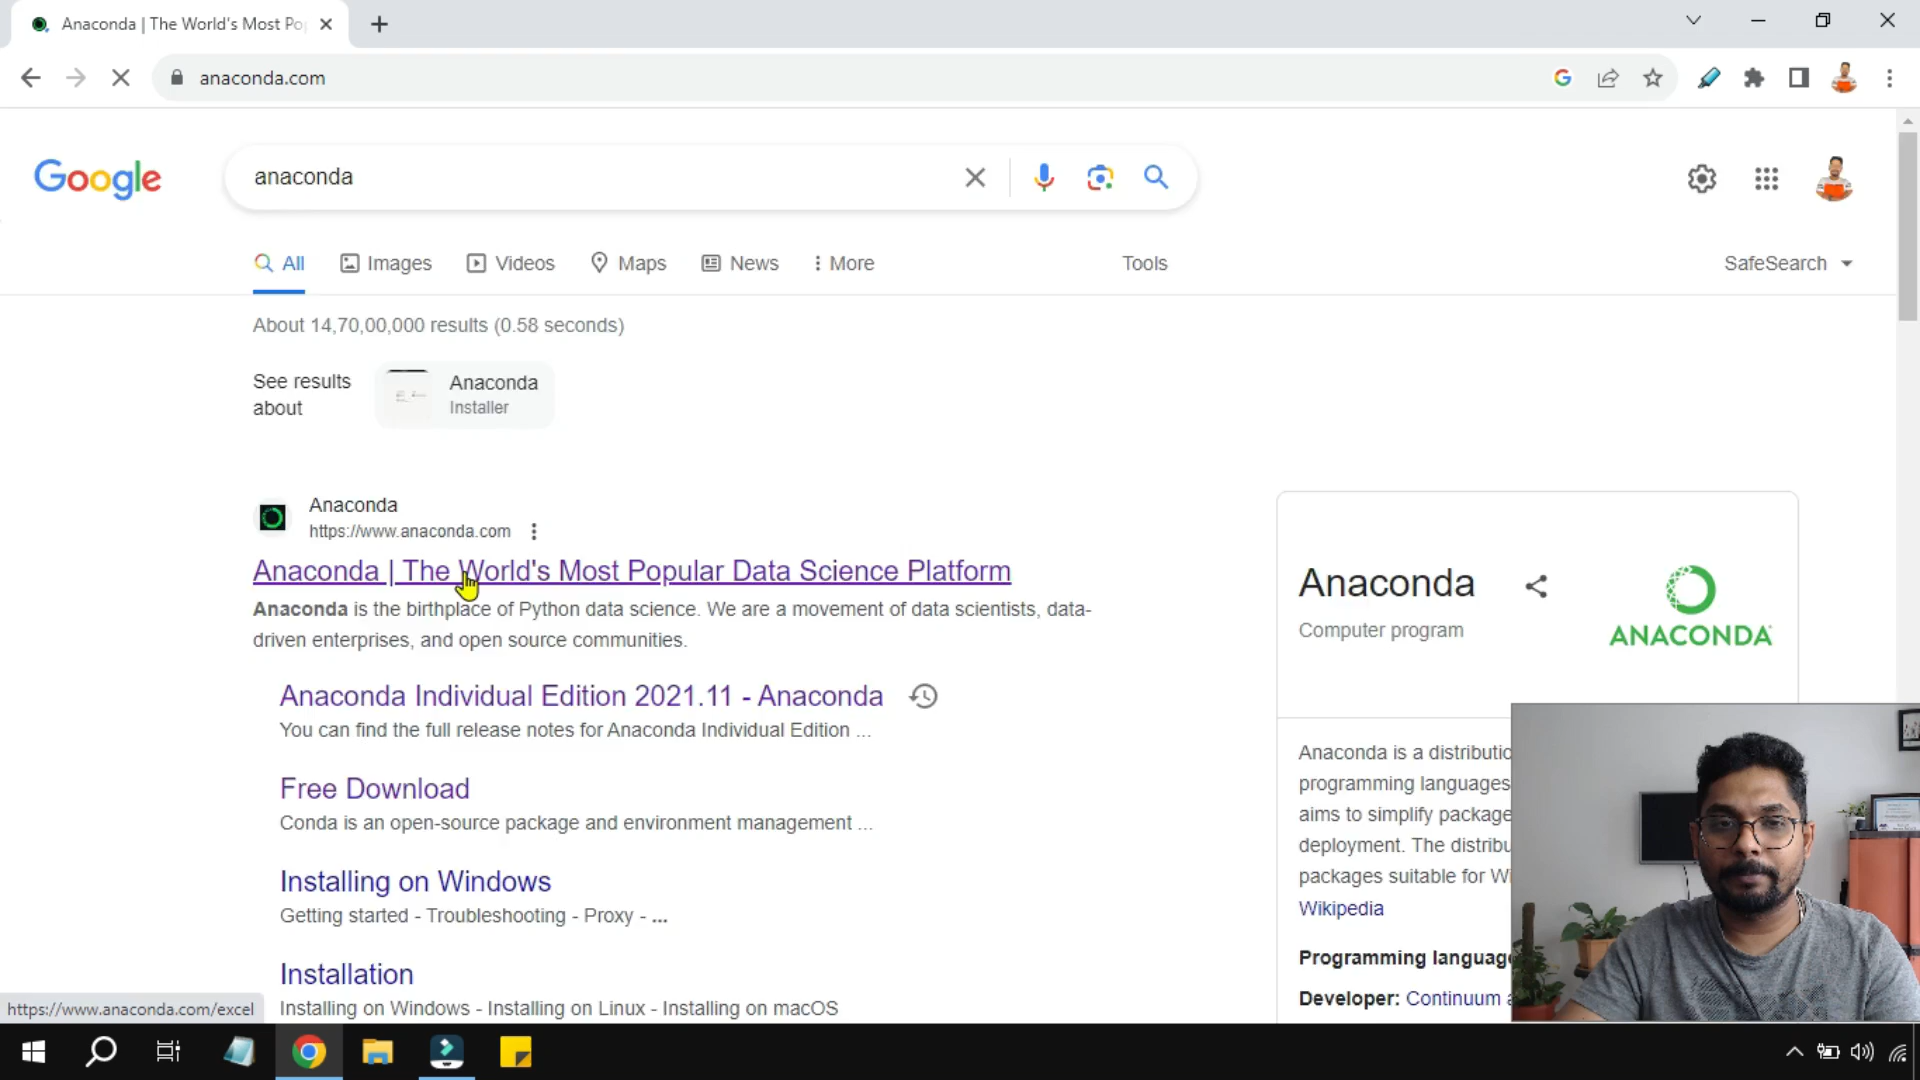 Anaconda | The World's Most Po
anaconda.com
Google
anaconda
All
Images
Videos
Maps
News
More
Tools
SafeSearch
About 14,70,00,000 results (0.58 seconds)
See results
about
Anaconda
Installer
Anaconda
https://www.anaconda.com
Anaconda | The World's Most Popular Data Science Platform
Anaconda is the birthplace of Python data science. We are a movement of data scientists, data-
driven enterprises, and open source communities.
Anaconda Individual Edition 2021.11 - Anaconda
You can find the full release notes for Anaconda Individual Edition ...
Free Download
Conda is an open-source package and environment management ...
Installing on Windows
Getting started - Troubleshooting - Proxy - ...
Installation
Installing on Windows - Installing on Linux - Installing on macOS
Anaconda
Computer program
ANACONDA
Anaconda is a distributio
programming languages
aims to simplify package
deployment. The distribu
packages suitable for Wi
Wikipedia
Programming language
Developer: Continuum a
https://www.anaconda.com/excel